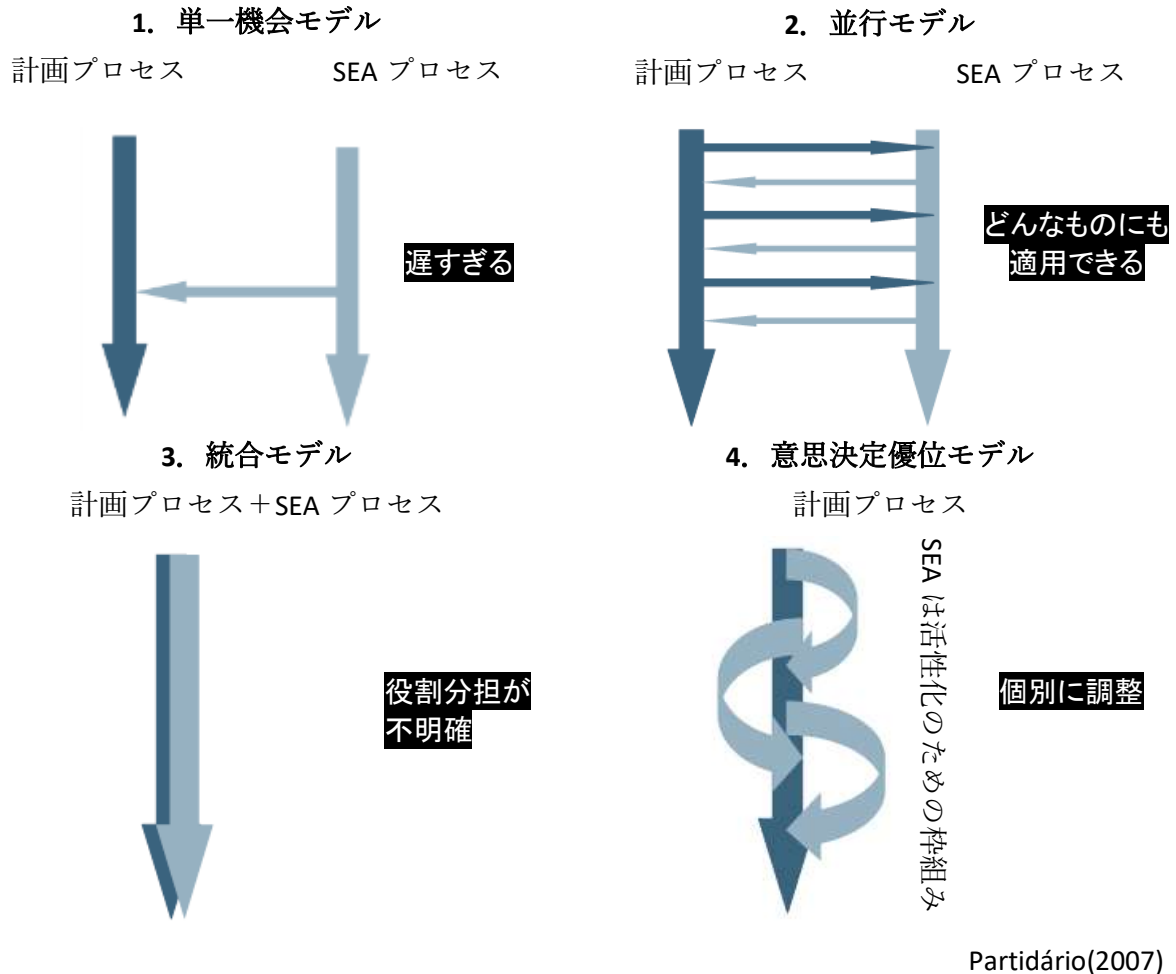 1. 単一機会モデル
計画プロセス
SEA プロセス
遅すぎる
2. 並行モデル
計画プロセス
SEA プロセス
どんなものにも
適用できる
3. 統合モデル
計画プロセス＋SEA プロセス
役割分担が
不明確
4. 意思決定優位モデル
計画プロセス
SEA は活性化のための枠組み
個別に調整
Partidário(2007)